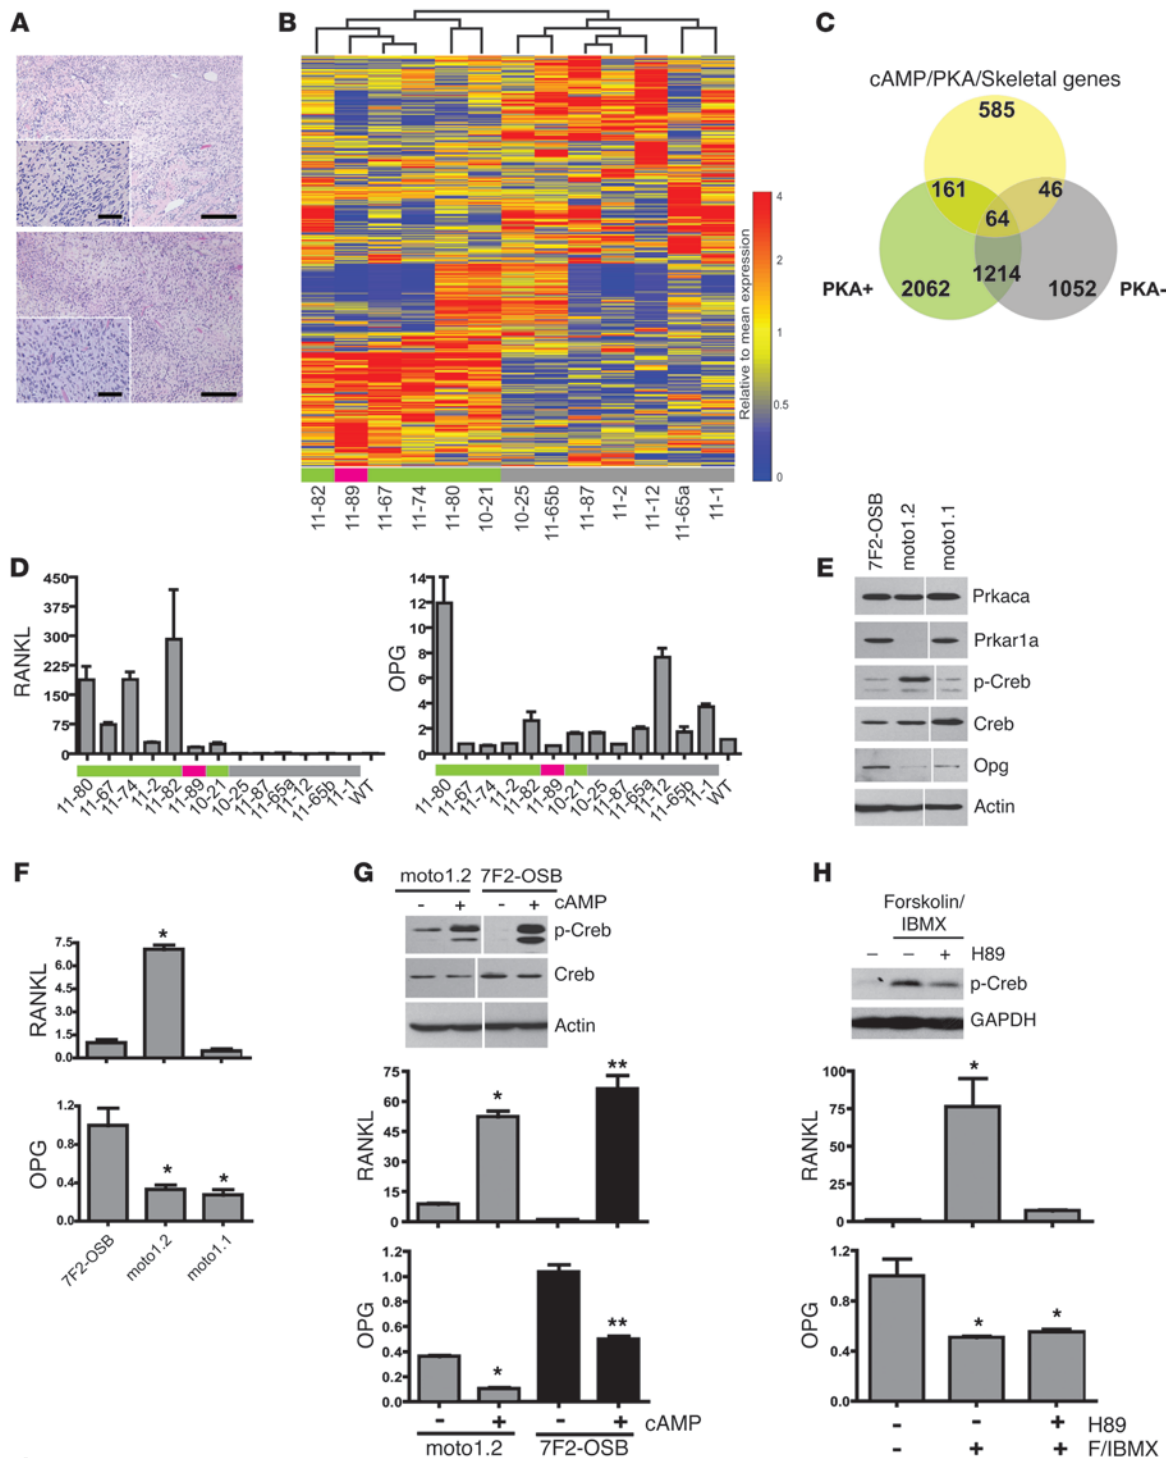 A
B
C
cAMP/PKA/Skeletal genes
585
161
46
64
1214
2062
1052
PKA+
PKA-
4
2
1
0.5
0
Relative to mean expression
11-82
11-89
11-67
11-74
11-80
10-21
10-25
11-65b
11-87
11-2
11-12
11-65a
11-1
D
450
375
300
225
150
75
0
RANKL
11-80
11-67
11-74
11-2
11-82
11-89
10-21
10-25
11-87
11-65a
11-12
11-65b
11-1
WT
14
12
10
8
6
4
2
0
OPG
11-80
11-67
11-74
11-2
11-82
11-89
10-21
10-25
11-87
11-65a
11-12
11-65b
11-1
WT
E
7F2-OSB
moto1.2
moto1.1
Prkaca
Prkar1a
p-Creb
Creb
Opg
Actin
F
7.5
6.0
4.5
3.0
1.5
0.0
RANKL
*
1.2
0.8
0.4
0.0
OPG
* *
7F2-OSB
moto1.2
moto1.1
G
moto1.2 7F2-OSB
- + - + cAMP
p-Creb
Creb
Actin
75
60
45
30
15
0
RANKL
* **
1.2
1.0
0.8
0.6
0.4
0.2
0.0
OPG
* **
- + - + cAMP
moto1.2 7F2-OSB
H
Forskolin/
IBMX
- - + H89
p-Creb
GAPDH
100
75
50
25
0
RANKL
*
1.2
0.8
0.4
0.0
OPG
* *
- - + H89
- + + F/IBMX